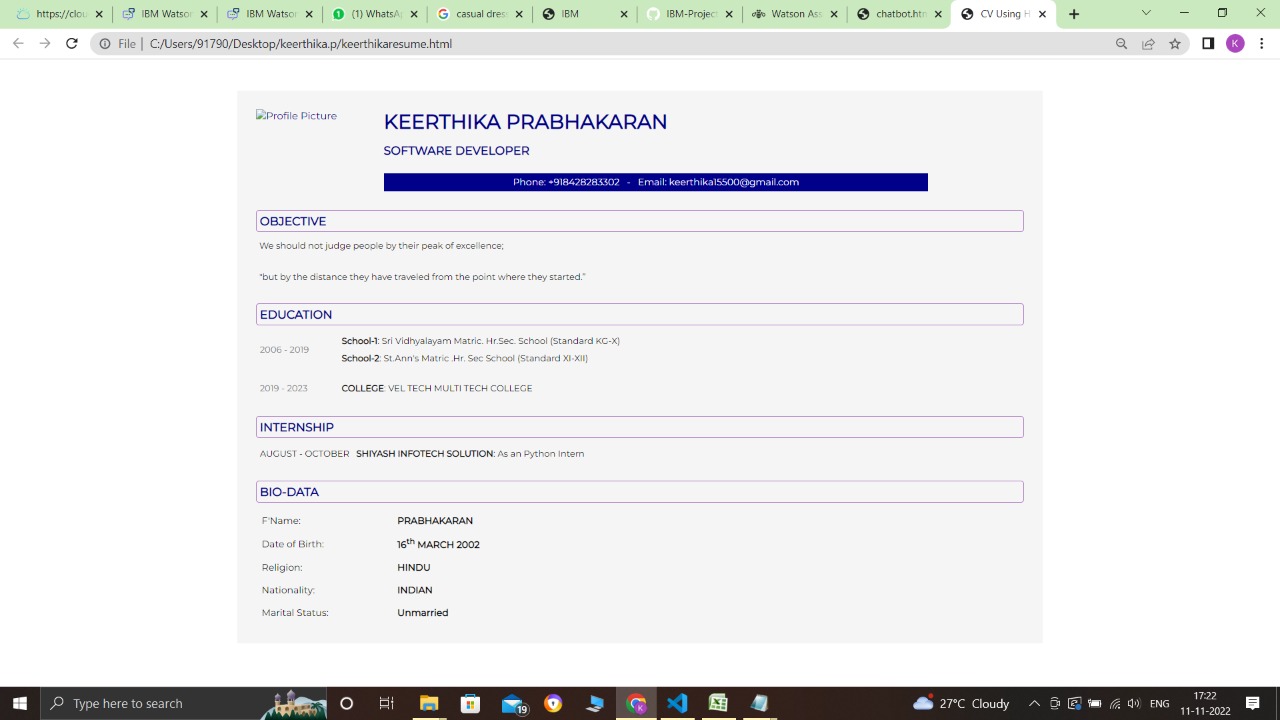 https://clou
IBM Watson
(1) WhatsA
casual dres
IBM
IBM-Project
Watson Ass
chatbot.htm
CV Using H
File | C:/Users/91790/Desktop/keerthika.p/keerthikaresume.html
K
Profile Picture
KEERTHIKA PRABHAKARAN
SOFTWARE DEVELOPER
Phone: +918428283302 - Email: keerthika15500@gmail.com
OBJECTIVE
We should not judge people by their peak of excellence;
"but by the distance they have traveled from the point where they started."
EDUCATION
2006 - 2019
School-1: Sri Vidhyalayam Matric. Hr.Sec. School (Standard KG-X)
School-2: St.Ann's Matric .Hr. Sec School (Standard XI-XII)
2019 - 2023
COLLEGE: VEL TECH MULTI TECH COLLEGE
INTERNSHIP
AUGUST - OCTOBER SHIYASH INFOTECH SOLUTION: As an Python Intern
BIO-DATA
F'Name: PRABHAKARAN
Date of Birth: 16th MARCH 2002
Religion: HINDU
Nationality: INDIAN
Marital Status: Unmarried
Type here to search
19
27°C Cloudy
ENG
17:22
11-11-2022